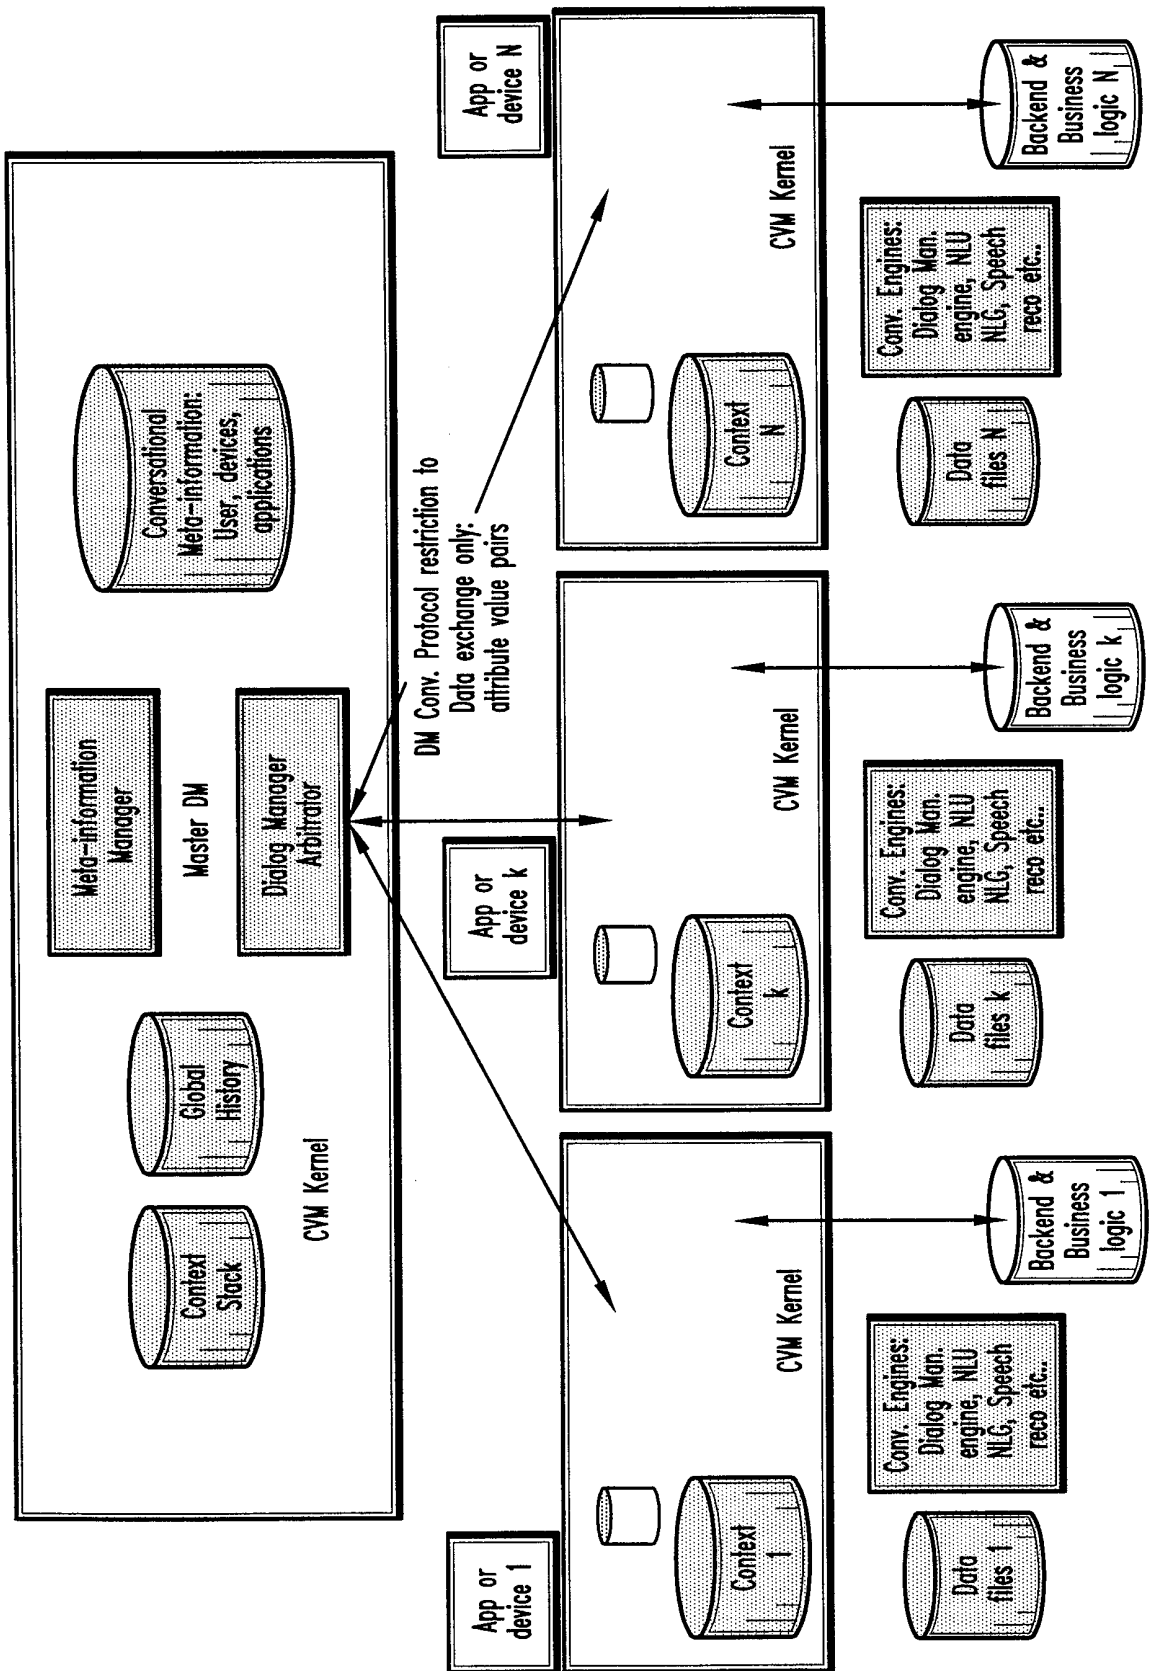 Context
Stack
Global
History
CVM Kernel
Meta-information
Manager
Master DM
Dialog Manager
Arbitrator
Conversational
Meta-information:
User, devices,
applications
DM Conv. Protocol restriction to
Data exchange only:
attribute value pairs
App or
device 1
Context
1
CVM Kernel
Data
files 1
Conv. Engines:
Dialog Man.
engine, NLU
NLG, Speech
reco etc..
Backend &
Business
logic 1
App or
device k
Context
k
CVM Kernel
Data
files k
Conv. Engines:
Dialog Man.
engine, NLU
NLG, Speech
reco etc..
Backend &
Business
logic k
App or
device N
Context
N
CVM Kernel
Data
files N
Conv. Engines:
Dialog Man.
engine, NLU
NLG, Speech
reco etc..
Backend &
Business
logic N